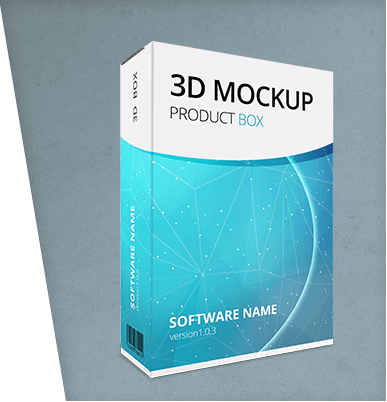 3D MOCKUP
PRODUCT BOX
SOFTWARE NAME
version1.0.3
3D BOX
SOFTWARE NAME